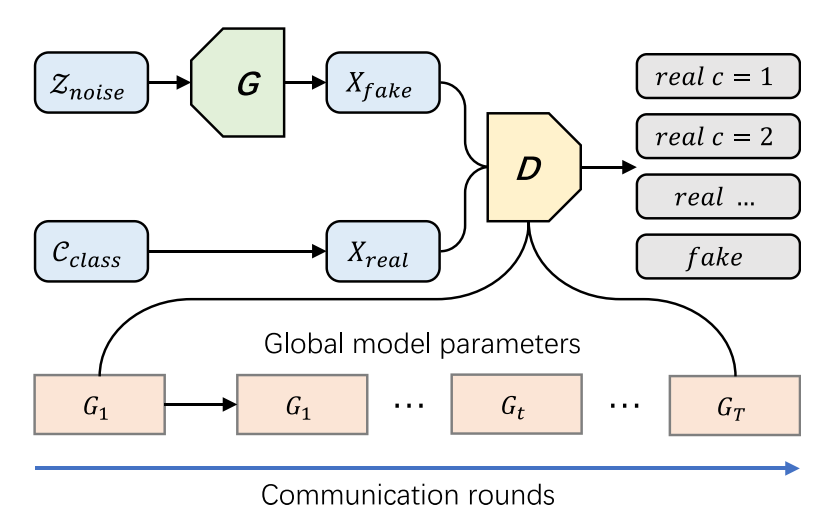 𝒵noise
G
Xfake
D
real c = 1
real c = 2
real ...
fake
𝒞class
Xreal
Global model parameters
G1
G1
...
Gt
...
GT
Communication rounds